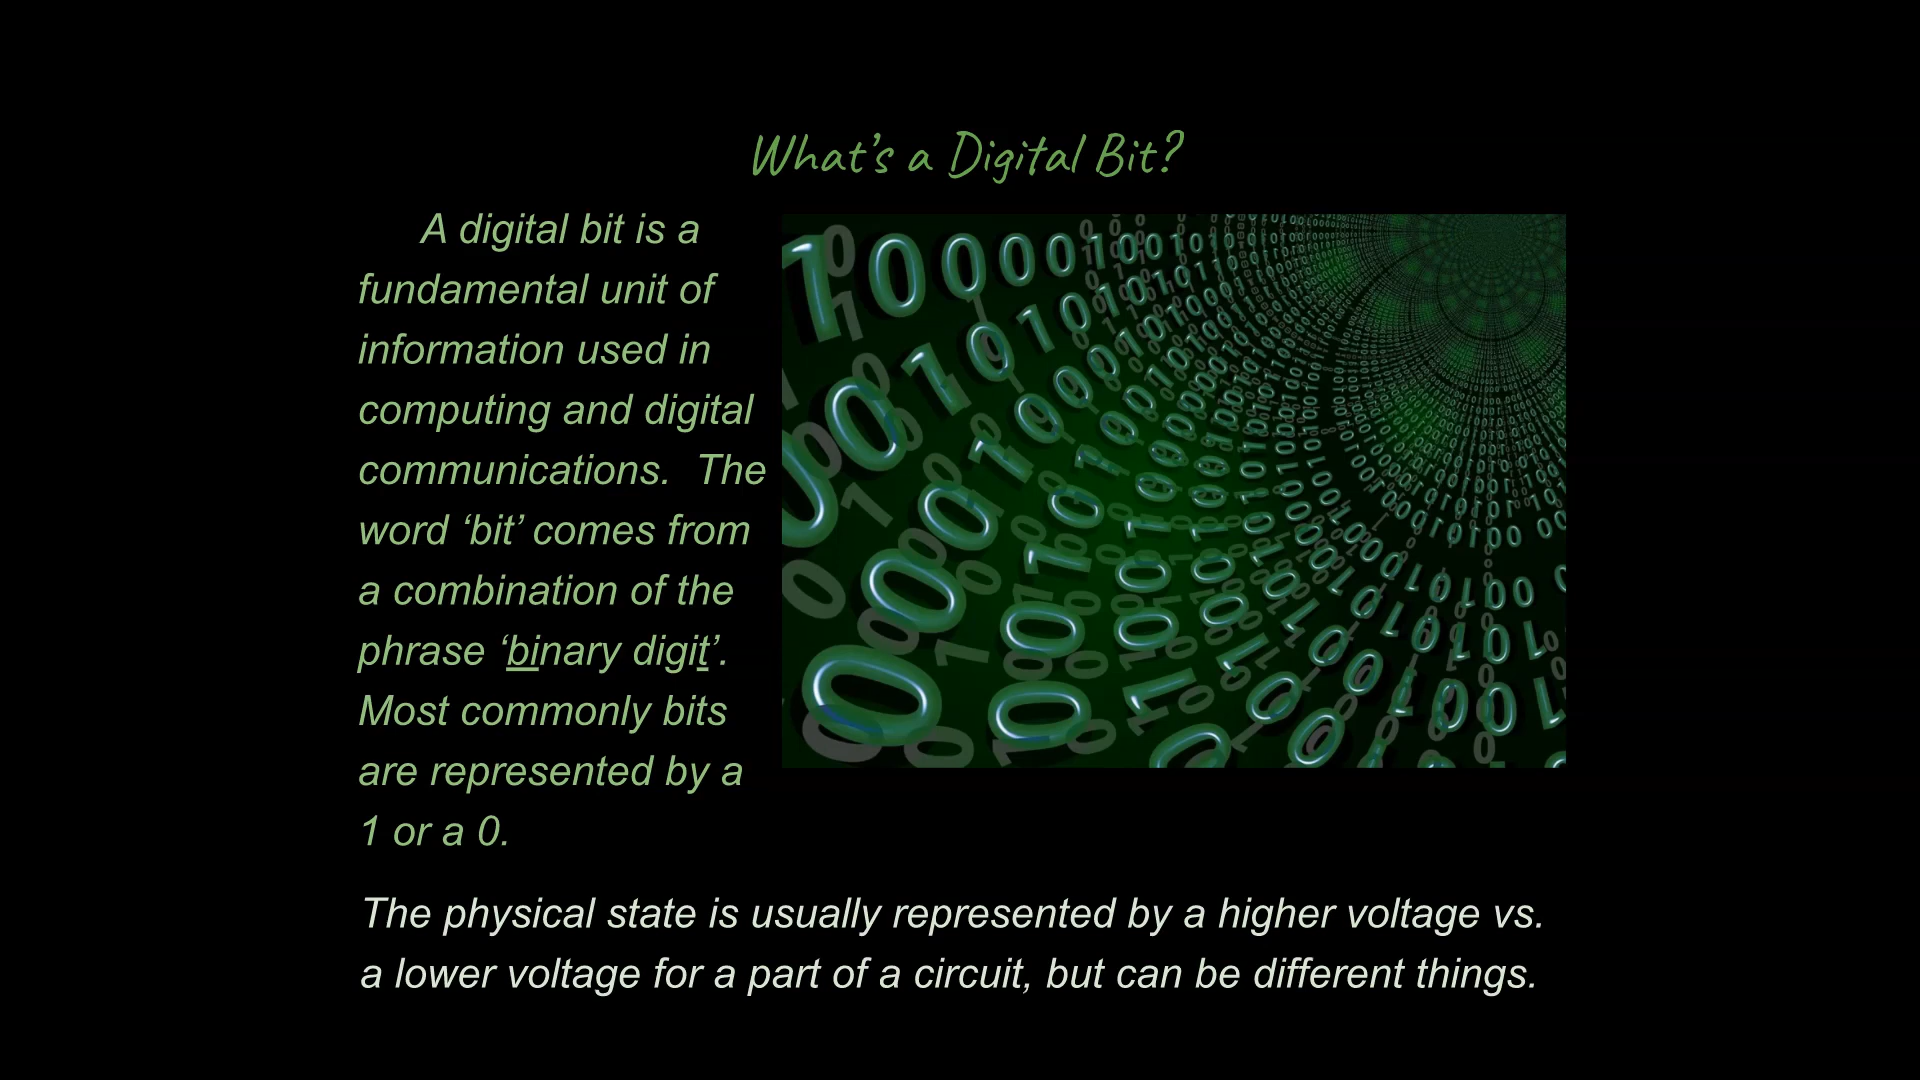 What's a Digital Bit?
A digital bit is a
fundamental unit of
information used in
computing and digital
communications.  The
word ‘bit’ comes from
a combination of the
phrase ‘binary digit’.
Most commonly bits
are represented by a
1 or a 0.
The physical state is usually represented by a higher voltage vs.
a lower voltage for a part of a circuit, but can be different things.